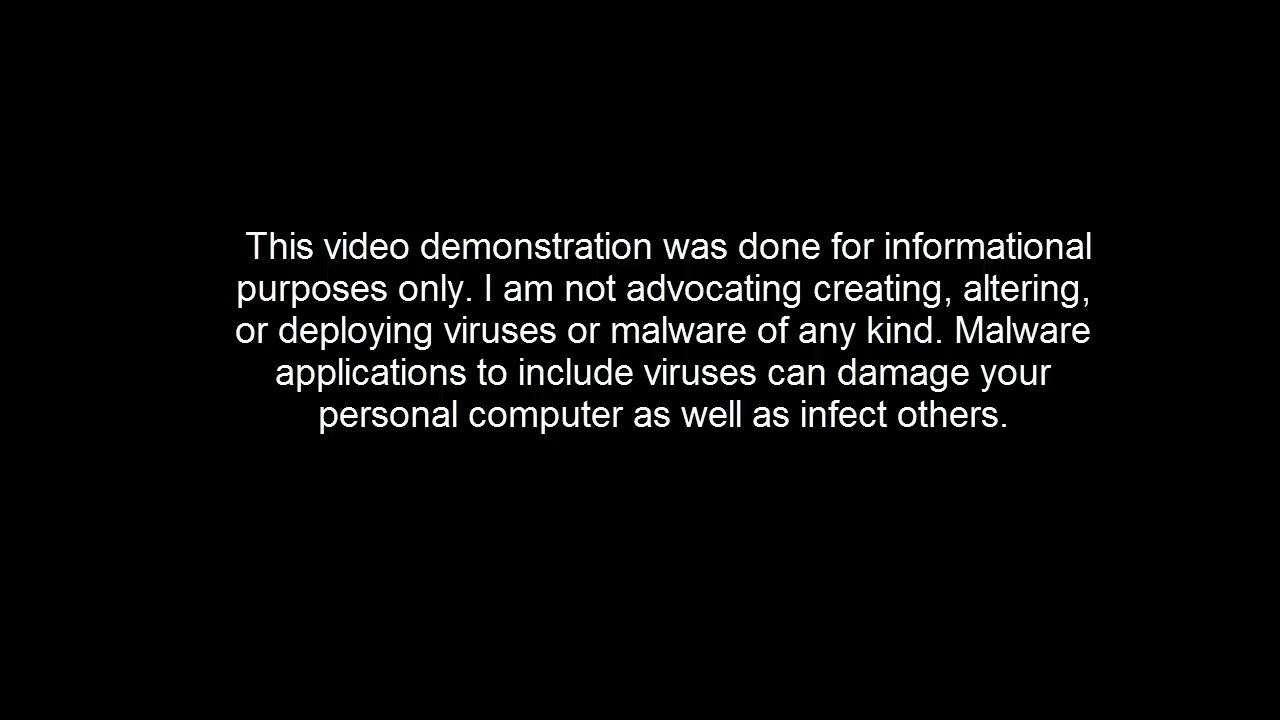 This video demonstration was done for informational
purposes only. I am not advocating creating, altering,
or deploying viruses or malware of any kind. Malware
applications to include viruses can damage your
personal computer as well as infect others.